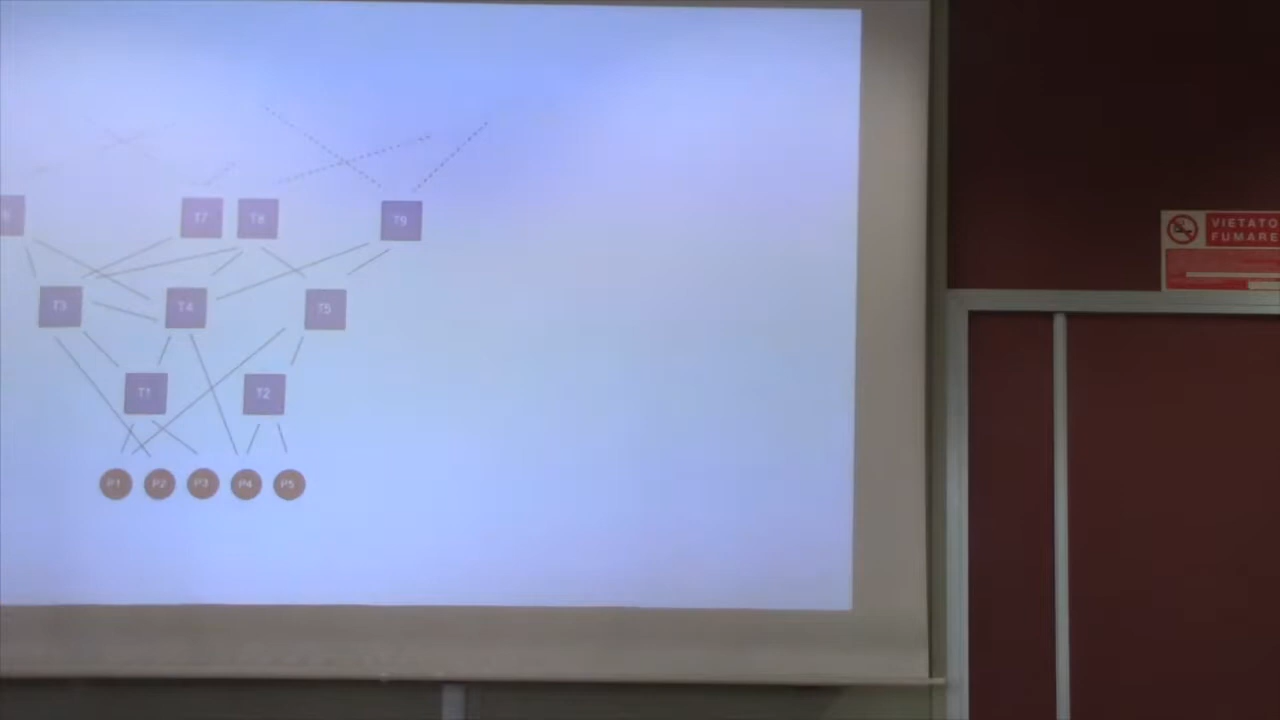 T7 T8 T9
T3 T4 T5
T1 T2
P1 P2 P3 P4 P5
VIETATO
FUMARE